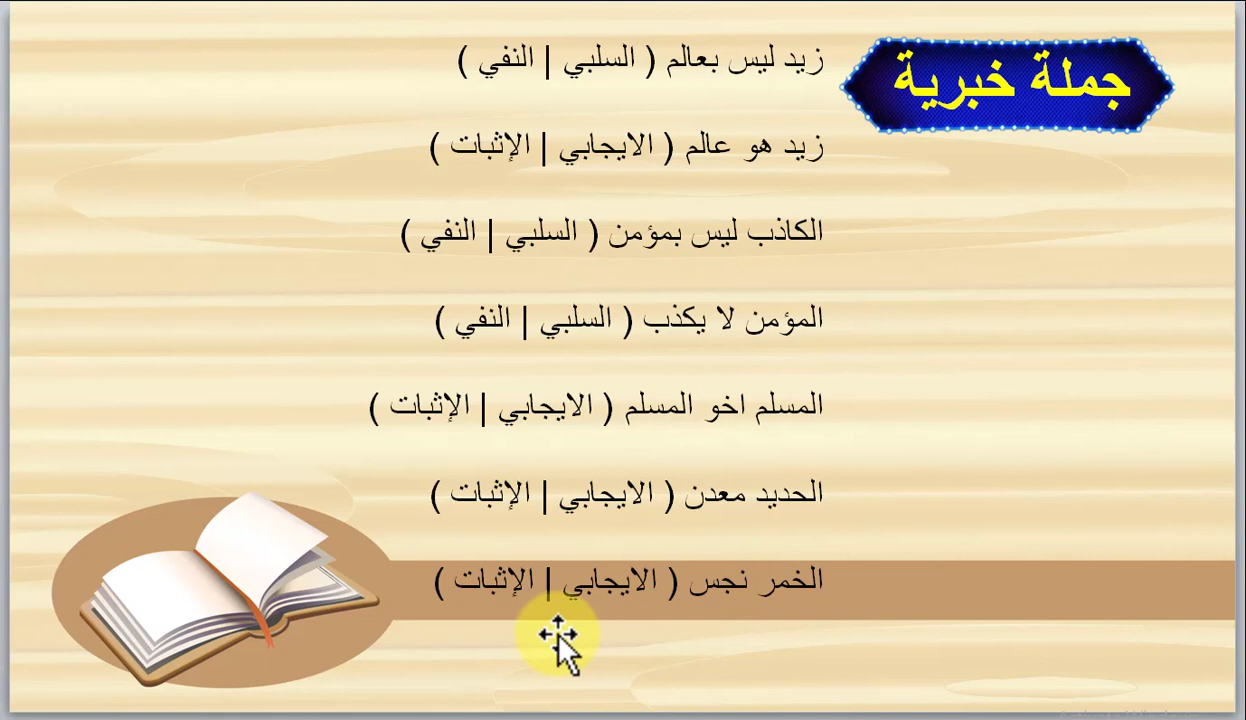 جملة خبرية
زيد ليس بعالم ( السلبي | النفي )
زيد هو عالم ( الايجابي | الإثبات )
الكاذب ليس بمؤمن ( السلبي | النفي )
المؤمن لا يكذب ( السلبي | النفي )
المسلم اخو المسلم ( الايجابي | الإثبات )
الحديد معدن ( الايجابي | الإثبات )
الخمر نجس ( الايجابي | الإثبات )